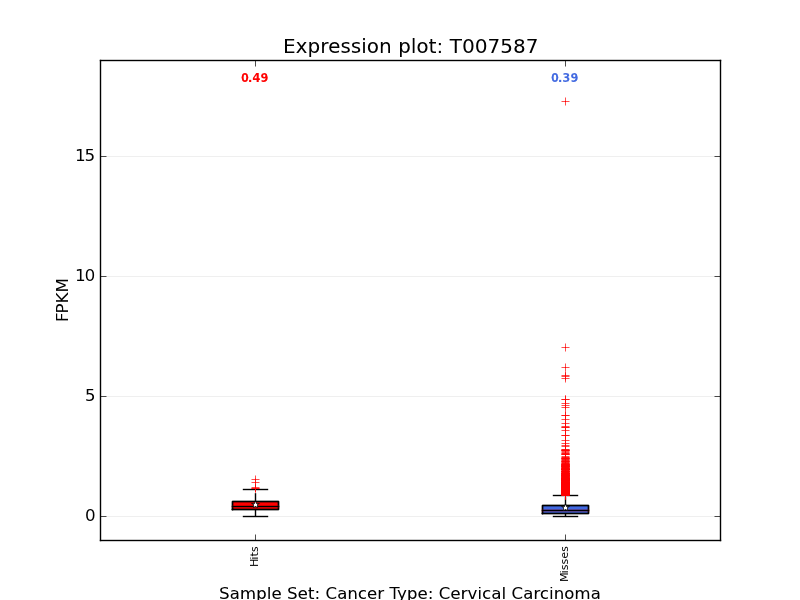 Expression plot: T007587
0.49
0.39
15
10
5
0
FPKM
Hits
Misses
Sample Set: Cancer Type: Cervical Carcinoma